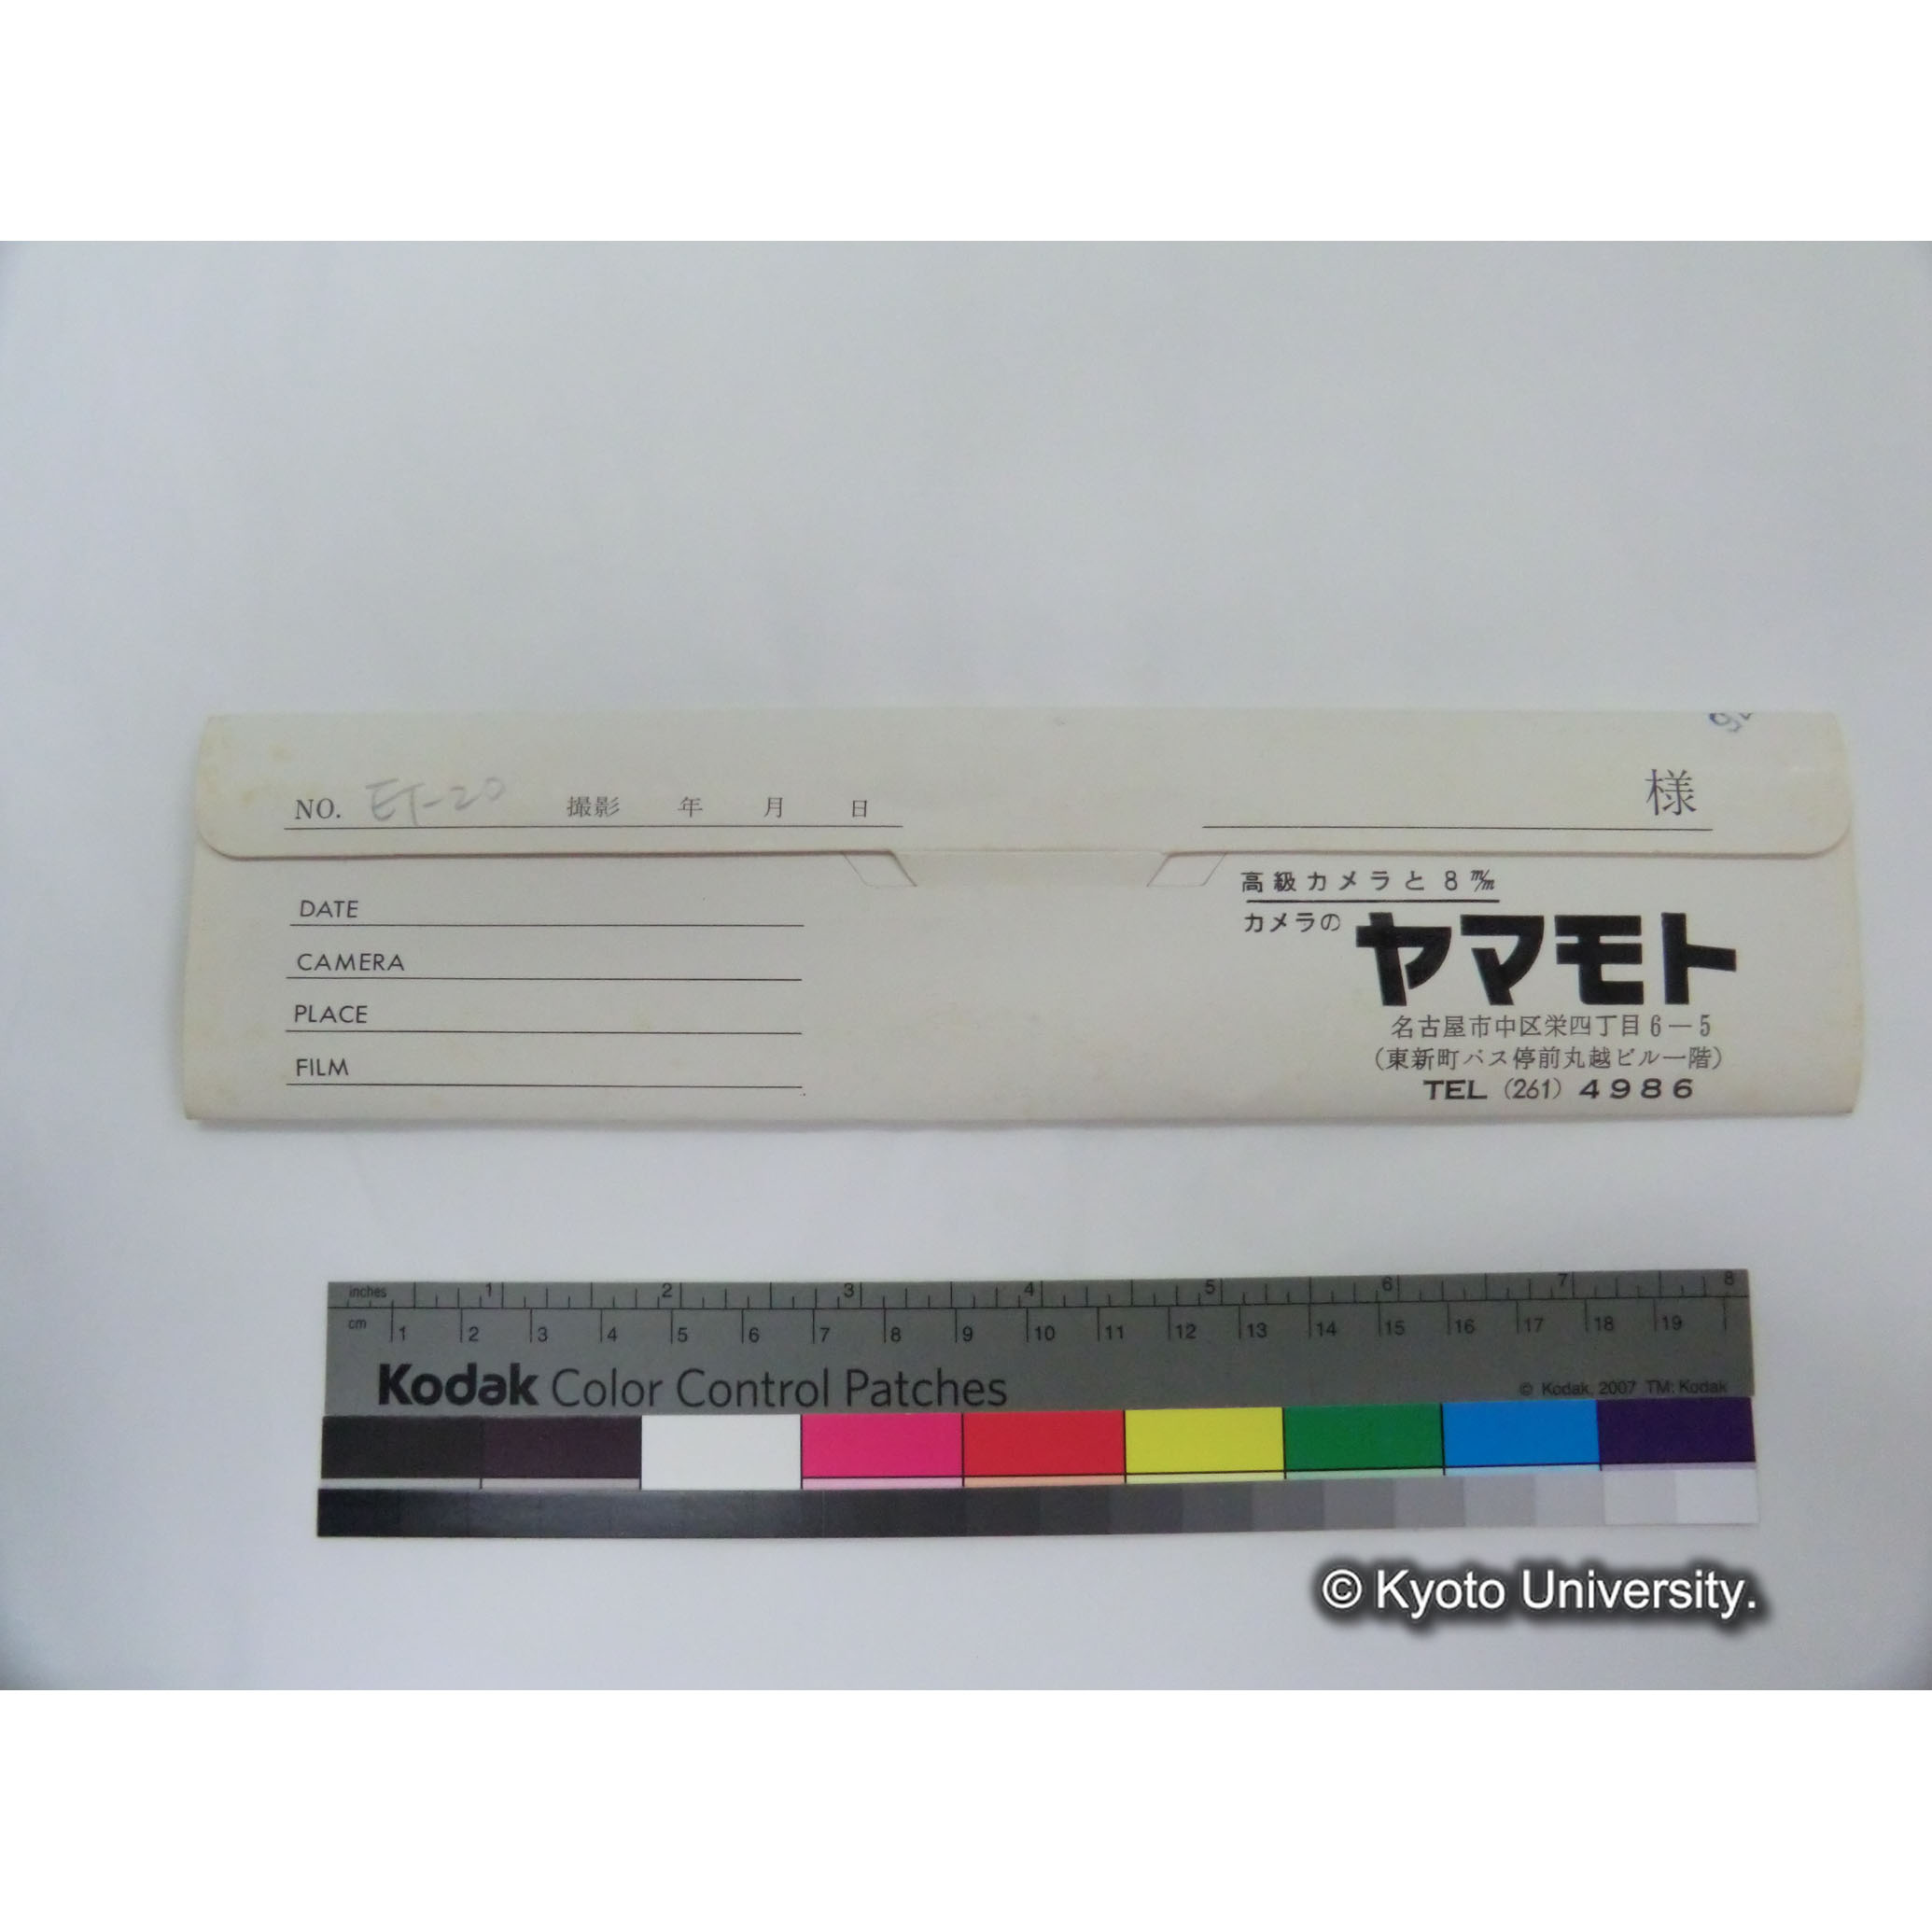 NO. ET-20 撮影 年 月 日
様
DATE
CAMERA
PLACE
FILM
高級カメラと8m/m
カメラの
ヤマモト
名古屋市中区栄四丁目6-5
(東新町バス停前丸越ビル一階)
TEL (261) 4986
inches 1 2 3 4 5 6 7 8
cm 1 2 3 4 5 6 7 8 9 10 11 12 13 14 15 16 17 18 19
Kodak Color Control Patches
© Kodak, 2007 TM: Kodak
© Kyoto University.